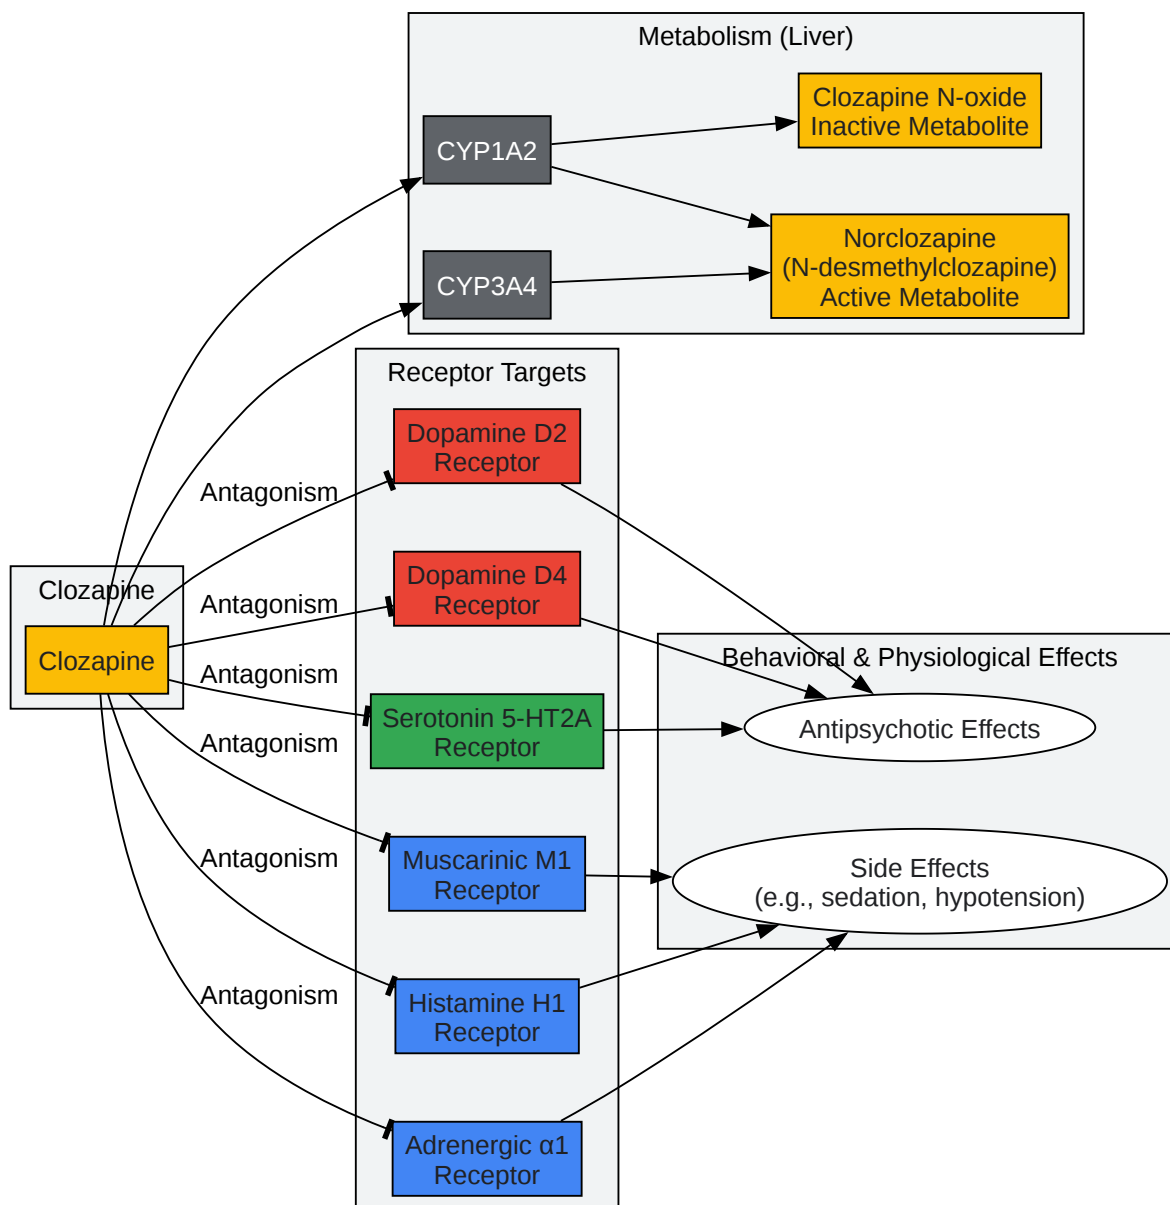 Metabolism (Liver)
Clozapine N-oxide
Inactive Metabolite
CYP1A2
Norclozapine
(N-desmethylclozapine)
Active Metabolite
CYP3A4
Receptor Targets
Dopamine D2
Receptor
Antagonism
Dopamine D4
Receptor
Antagonism
Clozapine
Clozapine
Antagonism
Serotonin 5-HT2A
Receptor
Antagonism
Behavioral & Physiological Effects
Antipsychotic Effects
Muscarinic M1
Receptor
Antagonism
Side Effects
(e.g., sedation, hypotension)
Histamine H1
Receptor
Antagonism
Adrenergic α1
Receptor